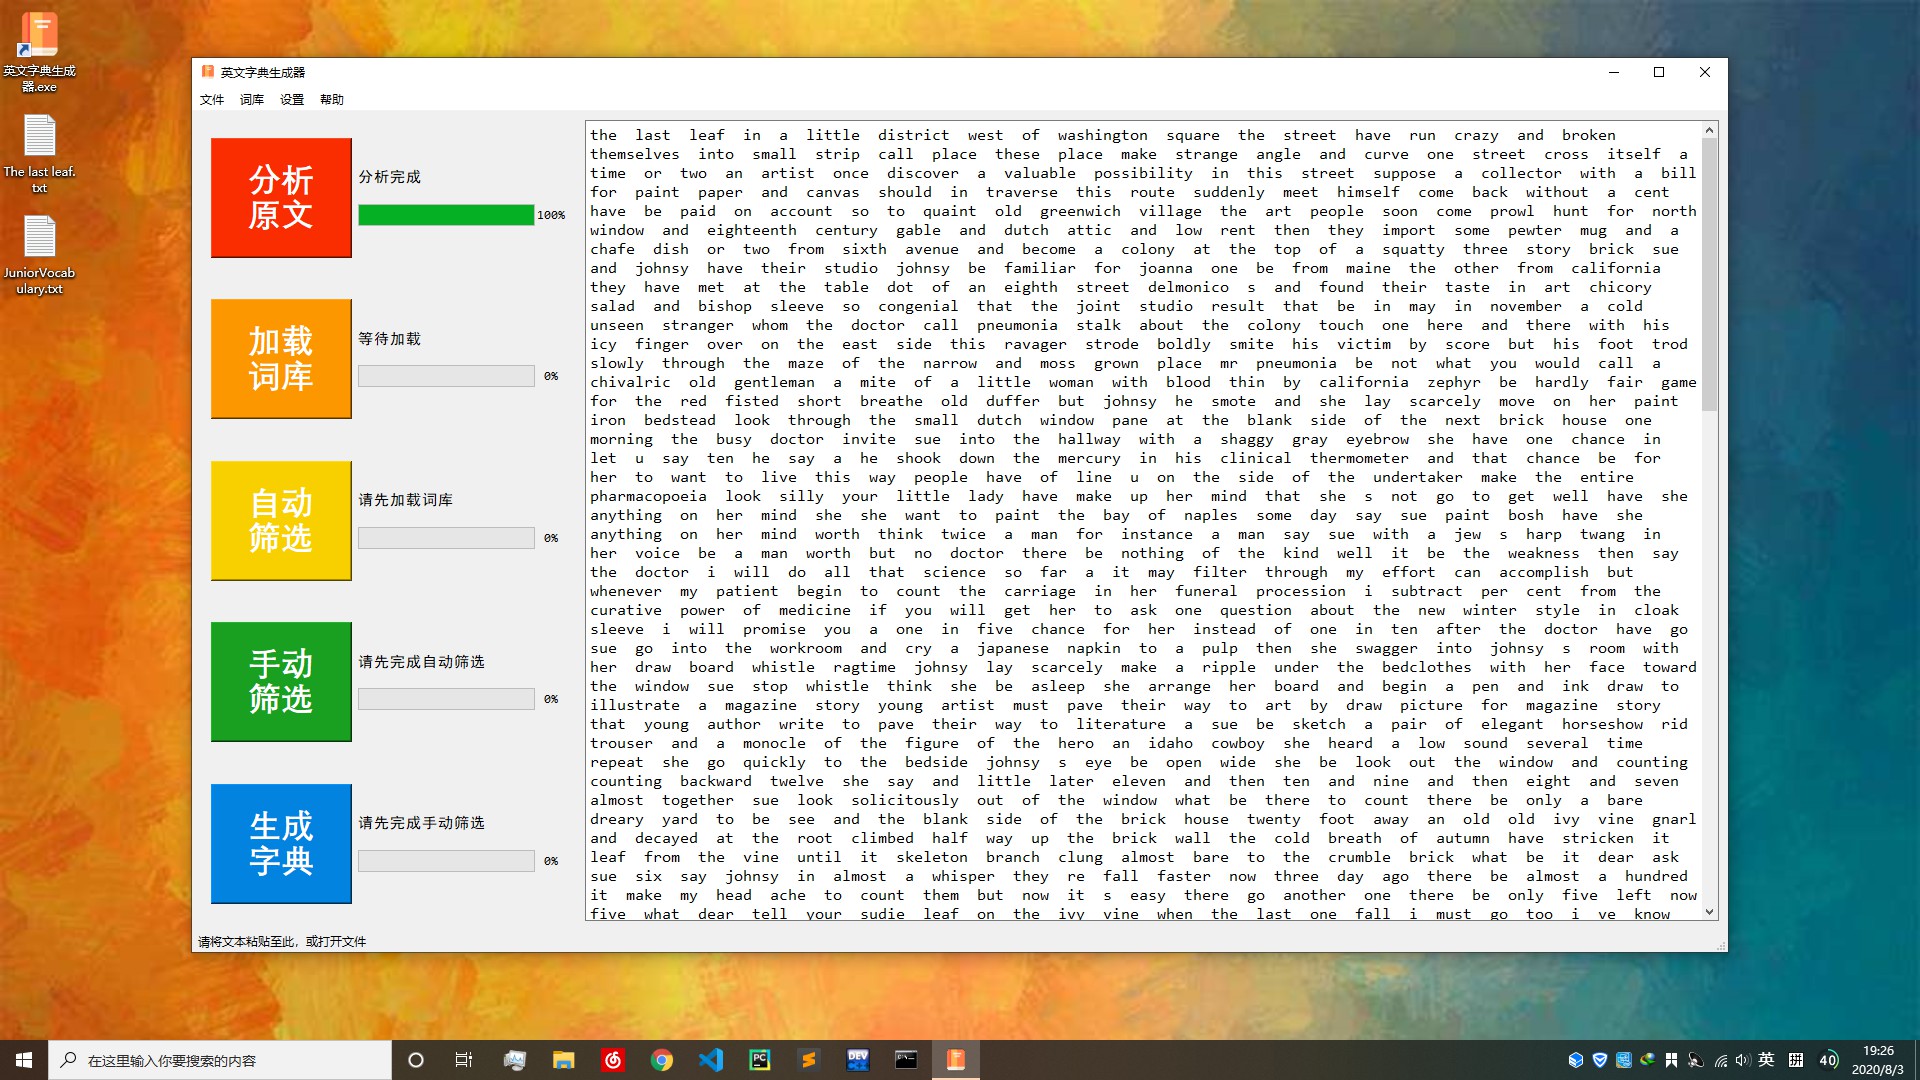 英文字典生成
器.exe
The last leaf.
txt
JuniorVocab
ulary.txt
英文字典生成器
文件 词库 设置 帮助
分析
原文
分析完成
100%
加载
词库
等待加载
0%
自动
筛选
请先加载词库
0%
手动
筛选
请先完成自动筛选
0%
生成
字典
请先完成手动筛选
0%
the last leaf in a little district west of washington square the street have run crazy and broken
themselves into small strip call place these place make strange angle and curve one street cross itself a
time or two an artist once discover a valuable possibility in this street suppose a collector with a bill
for paint paper and canvas should in traverse this route suddenly meet himself come back without a cent
have be paid on account so to quaint old greenwich village the art people soon come prowl hunt for north
window and eighteenth century gable and dutch attic and low rent then they import some pewter mug and a
chafe dish or two from sixth avenue and become a colony at the top of a squatty three story brick sue
and johnsy have their studio johnsy be familiar for joanna one be from maine the other from california
they have met at the table dot of an eighth street delmonico s and found their taste in art chicory
salad and bishop sleeve so congenial that the joint studio result that be in may in november a cold
unseen stranger whom the doctor call pneumonia stalk about the colony touch one here and there with his
icy finger over on the east side this ravager strode boldly smite his victim by score but his foot trod
slowly through the maze of the narrow and moss grown place mr pneumonia be not what you would call a
chivalric old gentleman a mite of a little woman with blood thin by california zephyr be hardly fair game
for the red fisted short breathe old duffer but johnsy he smote and she lay scarcely move on her paint
iron bedstead look through the small dutch window pane at the blank side of the next brick house one
morning the busy doctor invite sue into the hallway with a shaggy gray eyebrow she have one chance in
let u say ten he say a he shook down the mercury in his clinical thermometer and that chance be for
her to want to live this way people have of line u on the side of the undertaker make the entire
pharmacopoeia look silly your little lady have make up her mind that she s not go to get well have she
anything on her mind she she want to paint the bay of naples some day say sue paint bosh have she
anything on her mind worth think twice a man for instance a man say sue with a jew s harp twang in
her voice be a man worth but no doctor there be nothing of the kind well it be the weakness then say
the doctor i will do all that science so far a it may filter through my effort can accomplish but
whenever my patient begin to count the carriage in her funeral procession i subtract per cent from the
curative power of medicine if you will get her to ask one question about the new winter style in cloak
sleeve i will promise you a one in five chance for her instead of one in ten after the doctor have go
sue go into the workroom and cry a japanese napkin to a pulp then she swagger into johnsy s room with
her draw board whistle ragtime johnsy lay scarcely make a ripple under the bedclothes with her face toward
the window sue stop whistle think she be asleep she arrange her board and begin a pen and ink draw to
illustrate a magazine story young artist must pave their way to art by draw picture for magazine story
that young author write to pave their way to literature a sue be sketch a pair of elegant horseshow rid
trouser and a monocle of the figure of the hero an idaho cowboy she heard a low sound several time
repeat she go quickly to the bedside johnsy s eye be open wide she be look out the window and counting
counting backward twelve she say and little later eleven and then ten and nine and then eight and seven
almost together sue look solicitously out of the window what be there to count there be only a bare
dreary yard to be see and the blank side of the brick house twenty foot away an old old ivy vine gnarl
and decayed at the root climbed half way up the brick wall the cold breath of autumn have stricken it
leaf from the vine until it skeleton branch clung almost bare to the crumble brick what be it dear ask
sue six say johnsy in almost a whisper they re fall faster now three day ago there be almost a hundred
it make my head ache to count them but now it s easy there go another one there be only five left now
five what dear tell your sudie leaf on the ivy vine when the last one fall i must go too i ve know
请将文本粘贴至此，或打开文件
在这里输入你要搜索的内容
PC
DEV
英
拼
40
19:26
2020/8/3